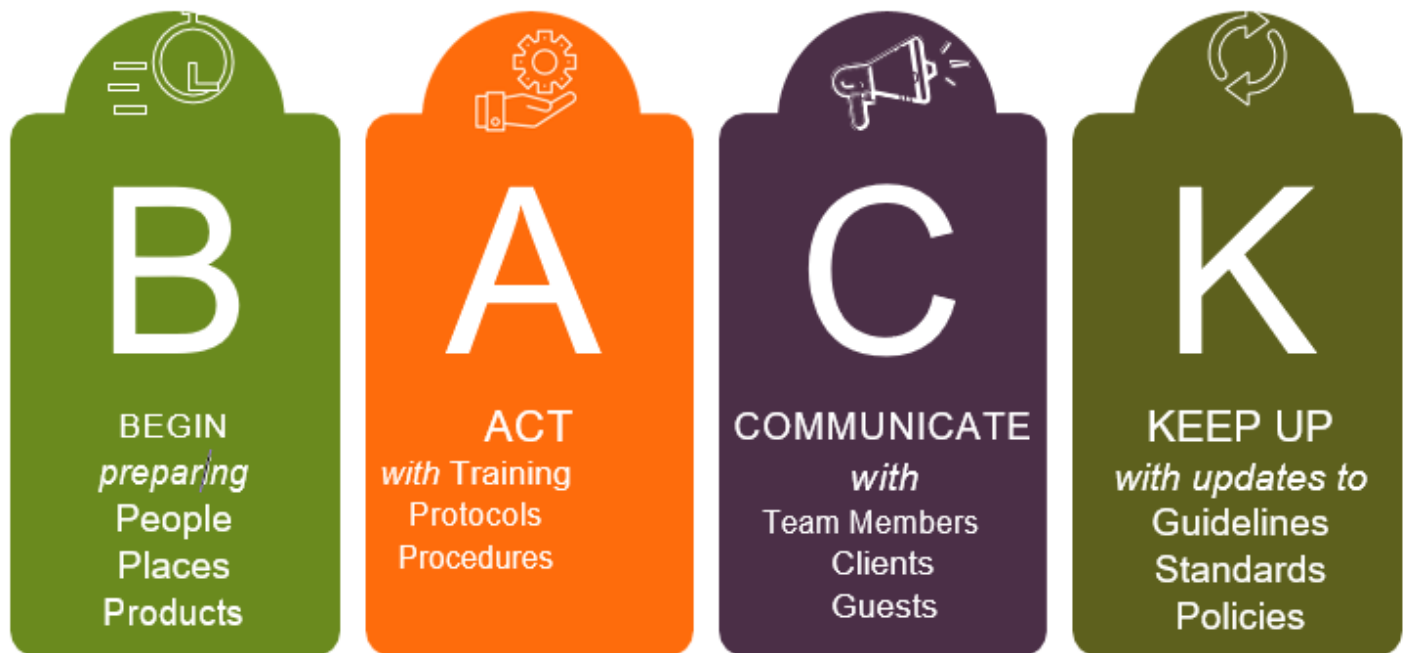 B
BEGIN
preparing
People
Places
Products
A
ACT
with Training
Protocols
Procedures
C
COMMUNICATE
with
Team Members
Clients
Guests
K
KEEP UP
with updates to
Guidelines
Standards
Policies